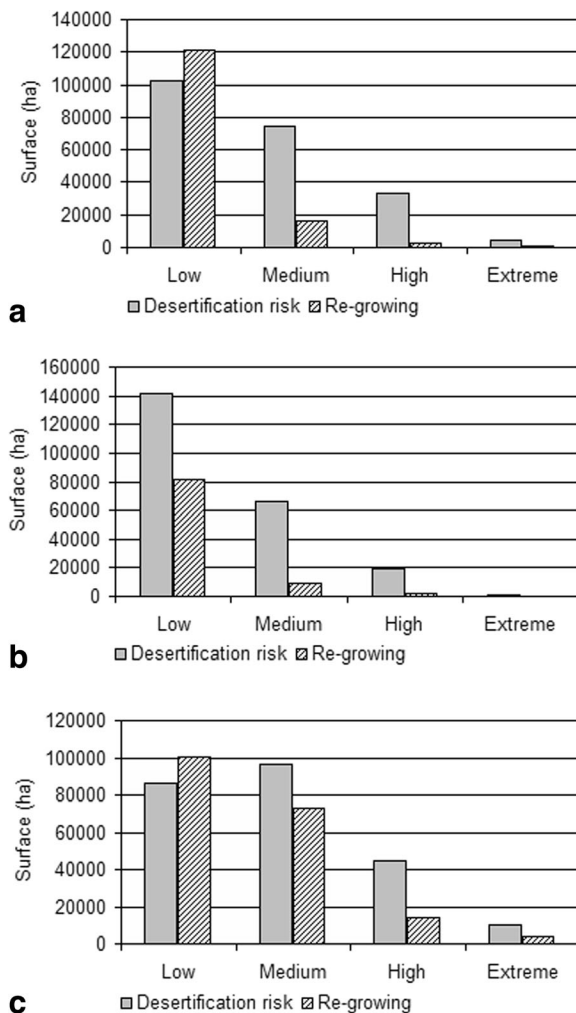 140000
120000
100000
80000
60000
40000
20000
0
Surface (ha)
Low Medium High Extreme
Desertification risk Re-growing
a
160000
140000
120000
100000
80000
60000
40000
20000
0
Surface (ha)
Low Medium High Extreme
Desertification risk Re-growing
b
120000
100000
80000
60000
40000
20000
0
Surface (ha)
Low Medium High Extreme
Desertification risk Re-growing
c